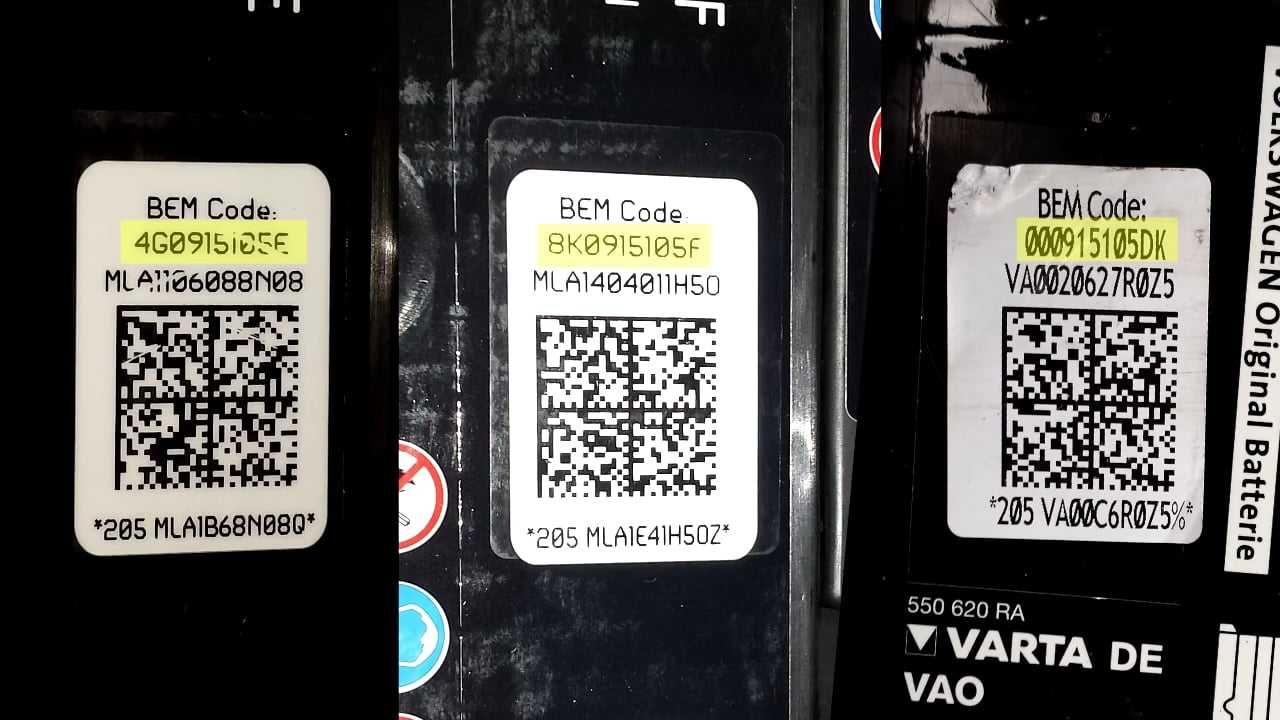 BEM Code:
4G0915105E
MLA1106088N08
*205 MLA1B68N08Q*
F
BEM Code:
8K0915105F
MLA1404011H50
*205 MLA1E41H50Z*
BEM Code:
000915105DK
VA0020627R0Z5
*205 VA00C6R0Z5%*
550 620 RA
VARTA DE
VAO
VOLKSWAGEN Original Batterie